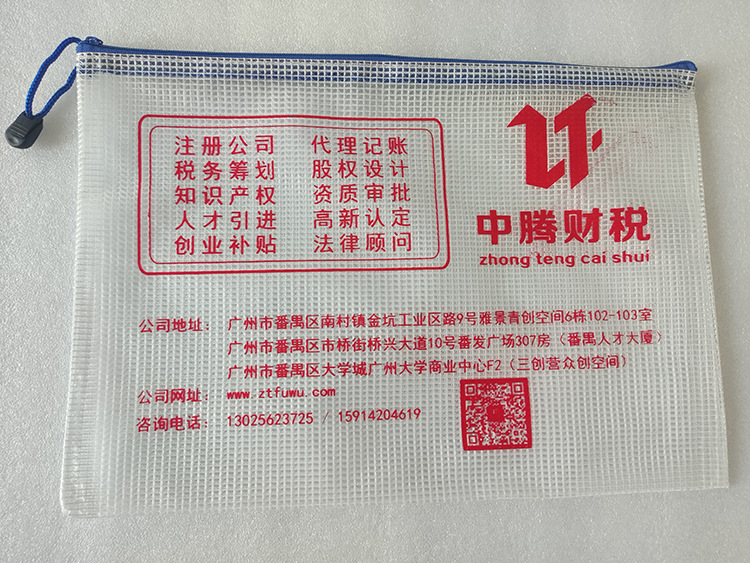 注册公司 代理记账
税务筹划 股权设计
知识产权 资质审批
人才引进 高新认定
创业补贴 法律顾问
ZT
中腾财税
zhong teng cai shui
公司地址： 广州市番禺区南村镇金坑工业区路9号雅景青创空间6栋102-103室
广州市番禺区市桥街桥兴大道10号番发广场307房（番禺人才大厦）
广州市番禺区大学城广州大学商业中心F2（三创营众创空间）
公司网址： www.ztfuwu.com
咨询电话： 13025623725 / 15914204619